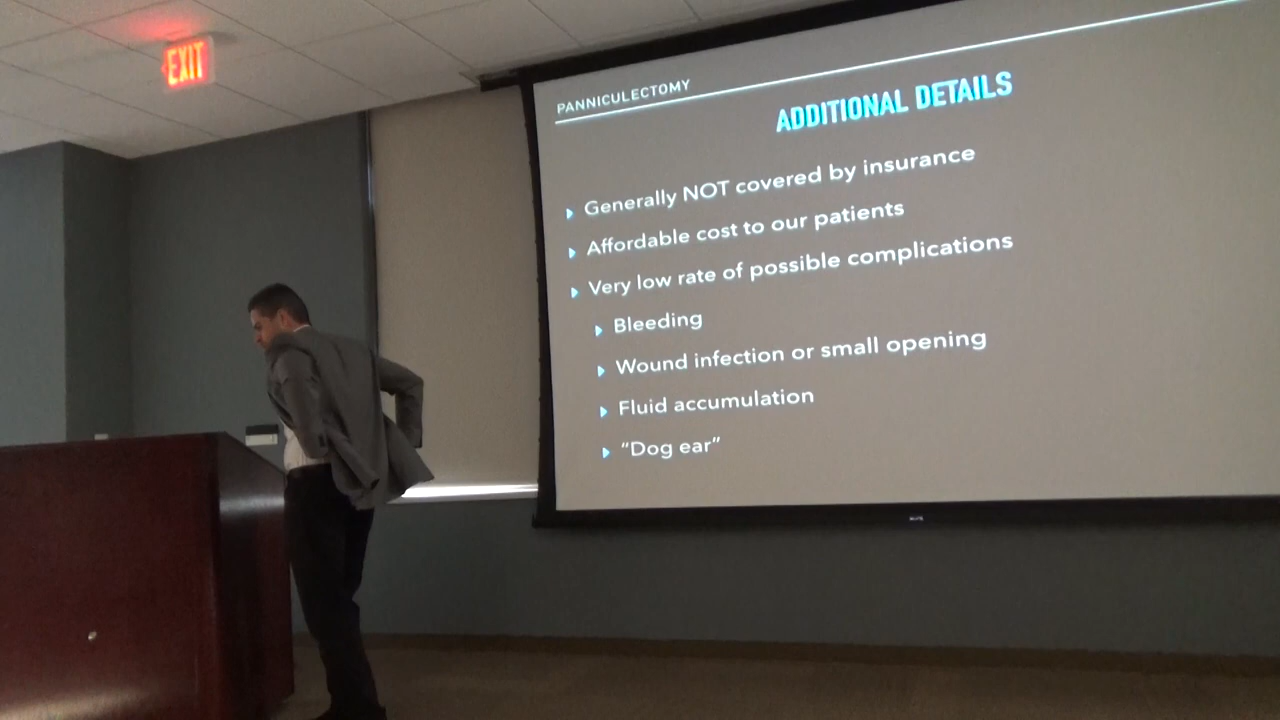 EXIT
PANNICULECTOMY
ADDITIONAL DETAILS
Generally NOT covered by insurance
Affordable cost to our patients
Very low rate of possible complications
Bleeding
Wound infection or small opening
Fluid accumulation
“Dog ear”